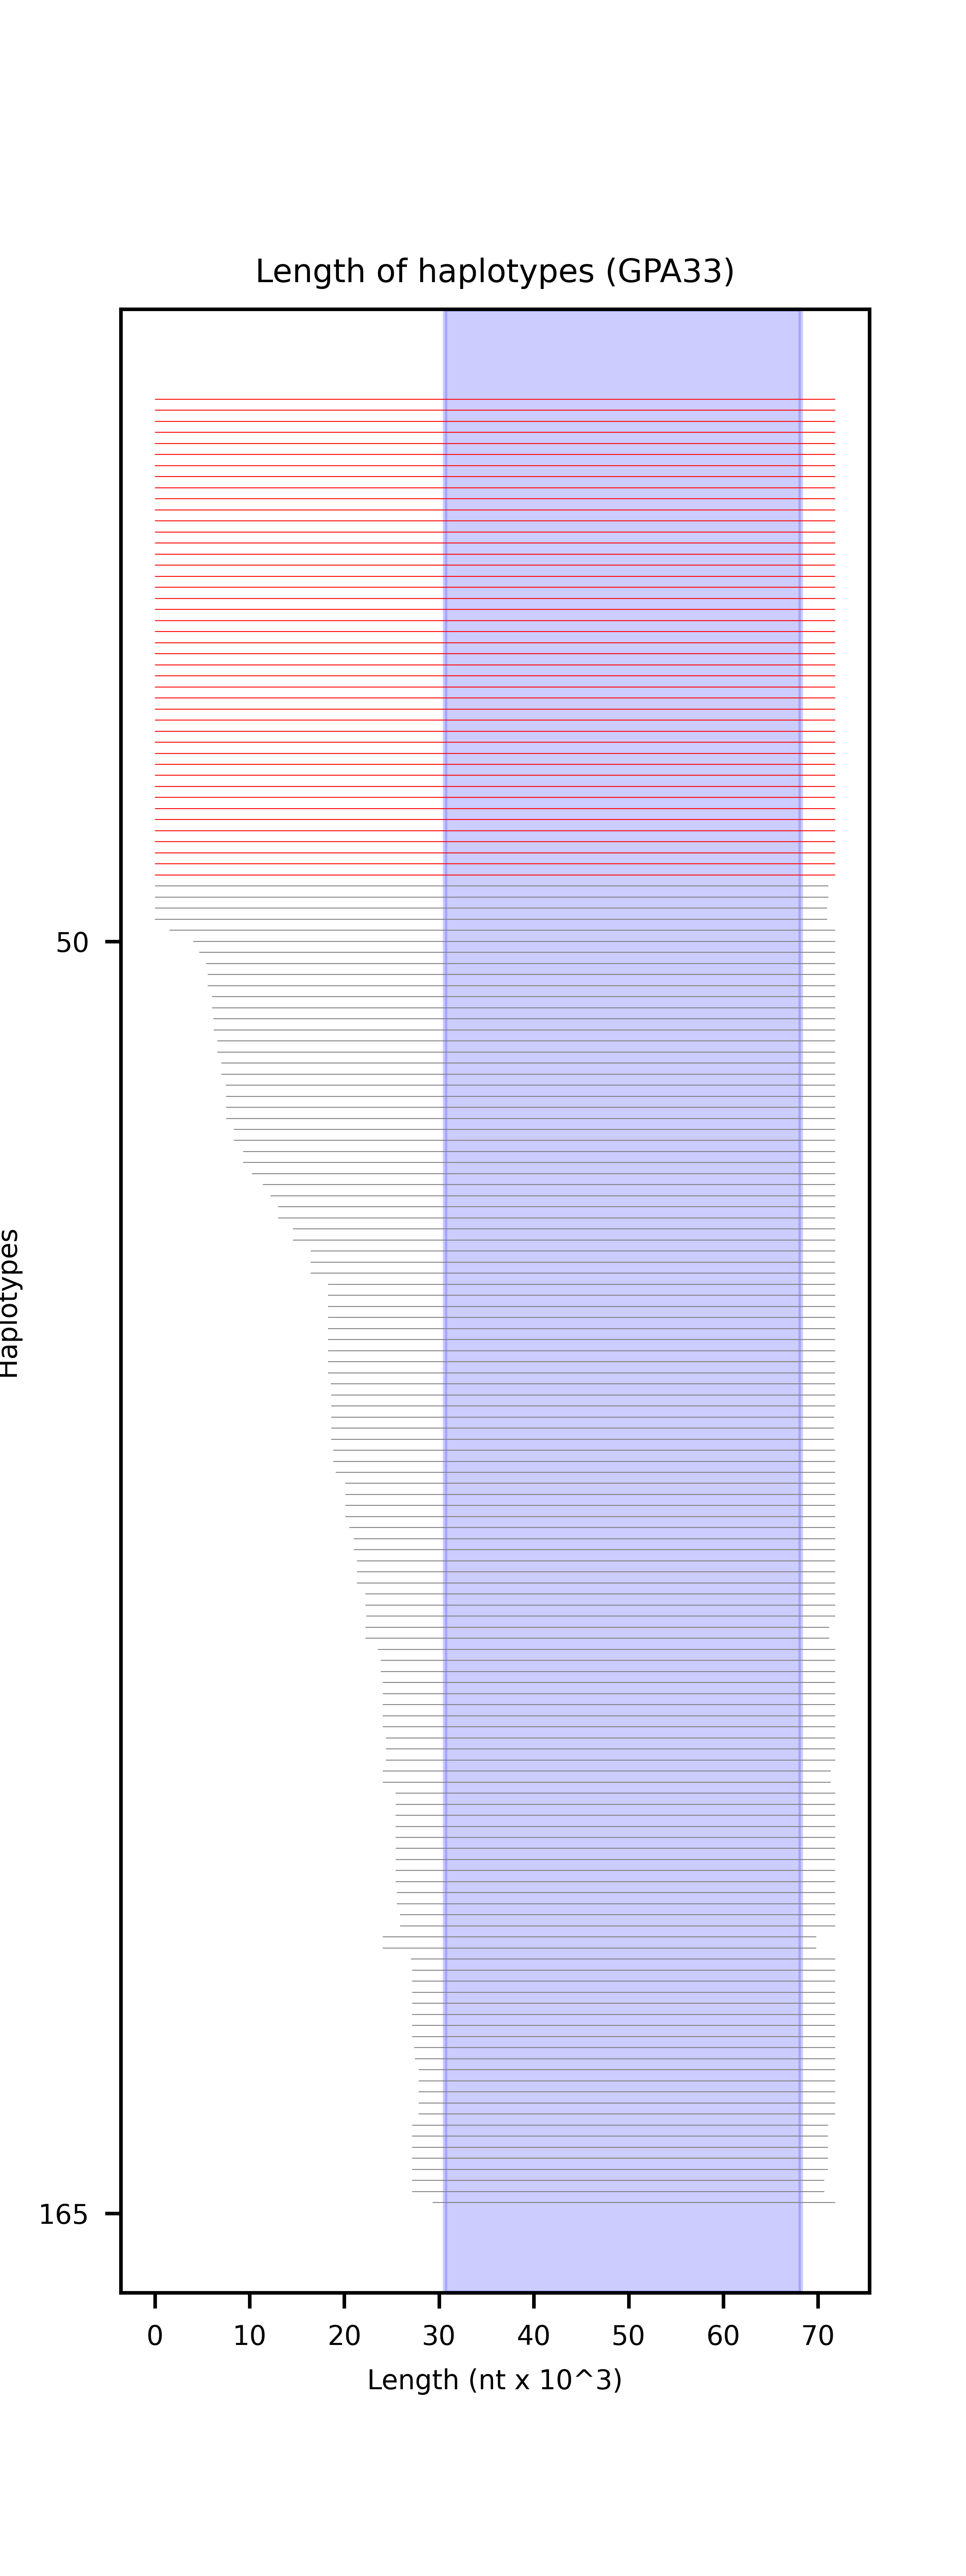 Length of haplotypes (GPA33)
50
Haplotypes
165
0 10 20 30 40 50 60 70
Length (nt x 10^3)